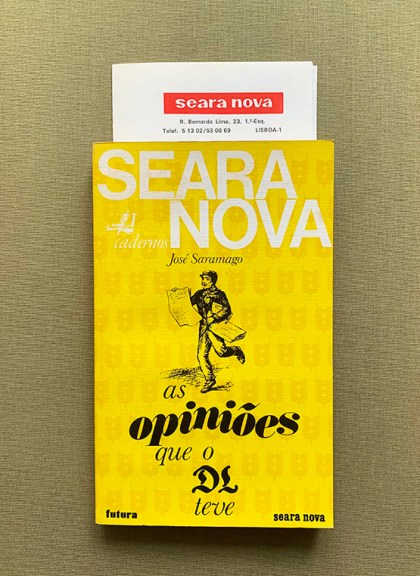 seara nova
R. Bernardo Lima, 23, 1.º-Esq.
Telef. 5 13 02/53 08 69 LISBOA-1
SEARA
NOVA
cadernos
José Saramago
as
opiniões
que o
DL
teve
futura
seara nova